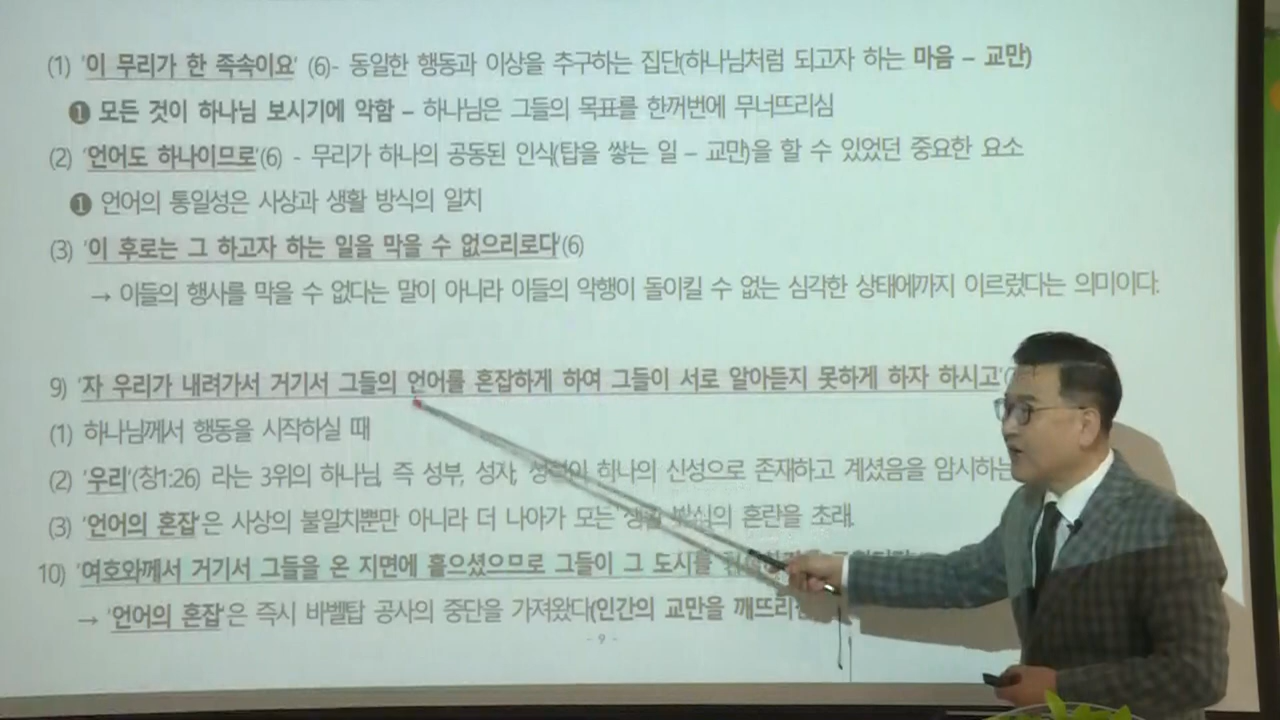 (1) '이 무리가 한 족속이요' (6)- 동일한 행동과 이상을 추구하는 집단(하나님처럼 되고자 하는 마음 – 교만)
❶ 모든 것이 하나님 보시기에 악함 – 하나님은 그들의 목표를 한꺼번에 무너뜨리심
(2) '언어도 하나이므로'(6) - 무리가 하나의 공동된 인식(탑을 쌓는 일 – 교만)을 할 수 있었던 중요한 요소
❶ 언어의 통일성은 사상과 생활 방식의 일치
(3) '이 후로는 그 하고자 하는 일을 막을 수 없으리로다'(6)
→ 이들의 행사를 막을 수 없다는 말이 아니라 이들의 악행이 돌이킬 수 없는 심각한 상태에까지 이르렀다는 의미이다.
9) '자 우리가 내려가서 거기서 그들의 언어를 혼잡하게 하여 그들이 서로 알아듣지 못하게 하자 하시고'
(1) 하나님께서 행동을 시작하실 때
(2) '우리'(창1:26) 라는 3위의 하나님, 즉 성부, 성자, 성령이 하나의 신성으로 존재하고 계셨음을 암시하는
(3) '언어의 혼잡'은 사상의 불일치뿐만 아니라 더 나아가 모든 생활 방식의 혼란을 초래.
10) '여호와께서 거기서 그들을 온 지면에 흩으셨으므로 그들이 그 도시를
→ '언어의 혼잡'은 즉시 바벨탑 공사의 중단을 가져왔다(인간의 교만을 깨뜨리
- 9 -